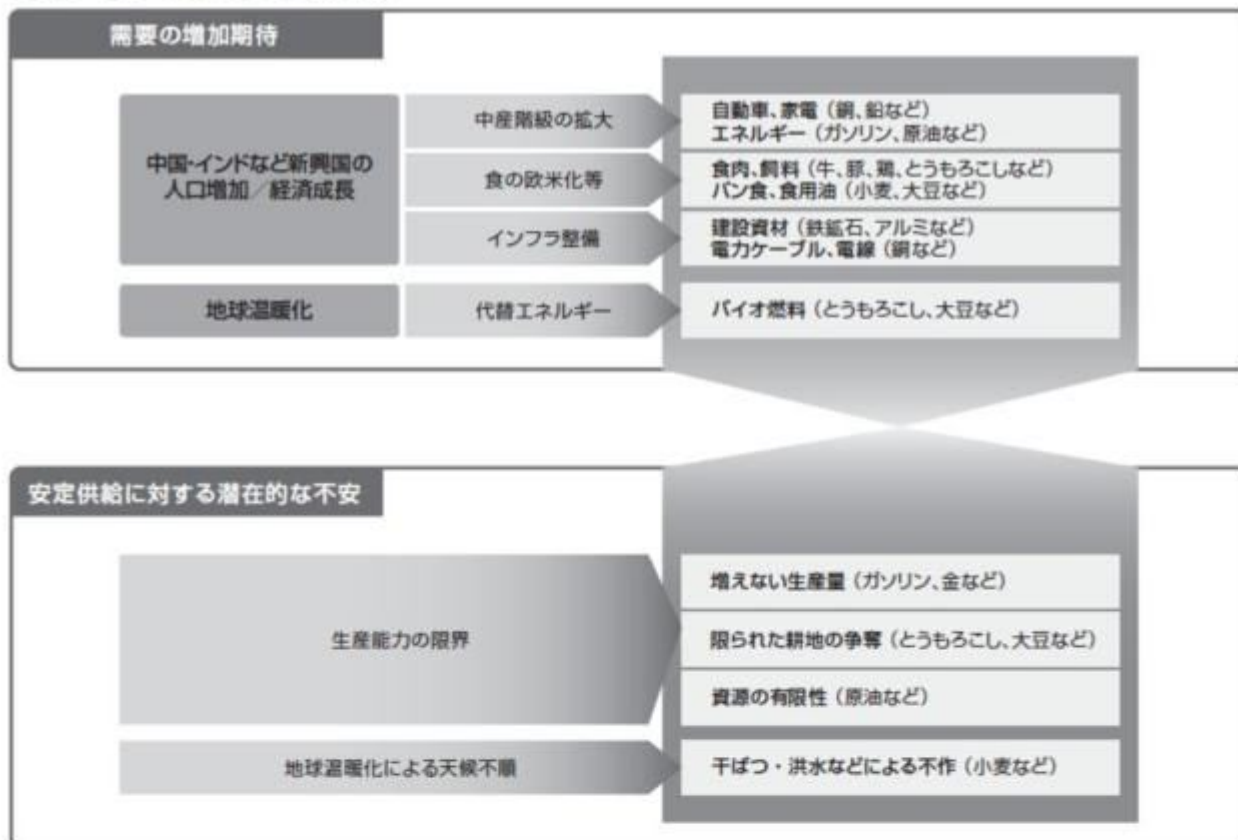 需要の増加期待
中国・インドなど新興国の
人口増加／経済成長
中産階級の拡大
自動車、家電（銅、鉛など）
エネルギー（ガソリン、原油など）
食の欧米化等
食肉、飼料（牛、豚、鶏、とうもろこしなど）
パン食、食用油（小麦、大豆など）
インフラ整備
建設資材（鉄鉱石、アルミなど）
電力ケーブル、電線（銅など）
地球温暖化
代替エネルギー
バイオ燃料（とうもろこし、大豆など）
安定供給に対する潜在的な不安
生産能力の限界
増えない生産量（ガソリン、金など）
限られた耕地の争奪（とうもろこし、大豆など）
資源の有限性（原油など）
地球温暖化による天候不順
干ばつ・洪水などによる不作（小麦など）